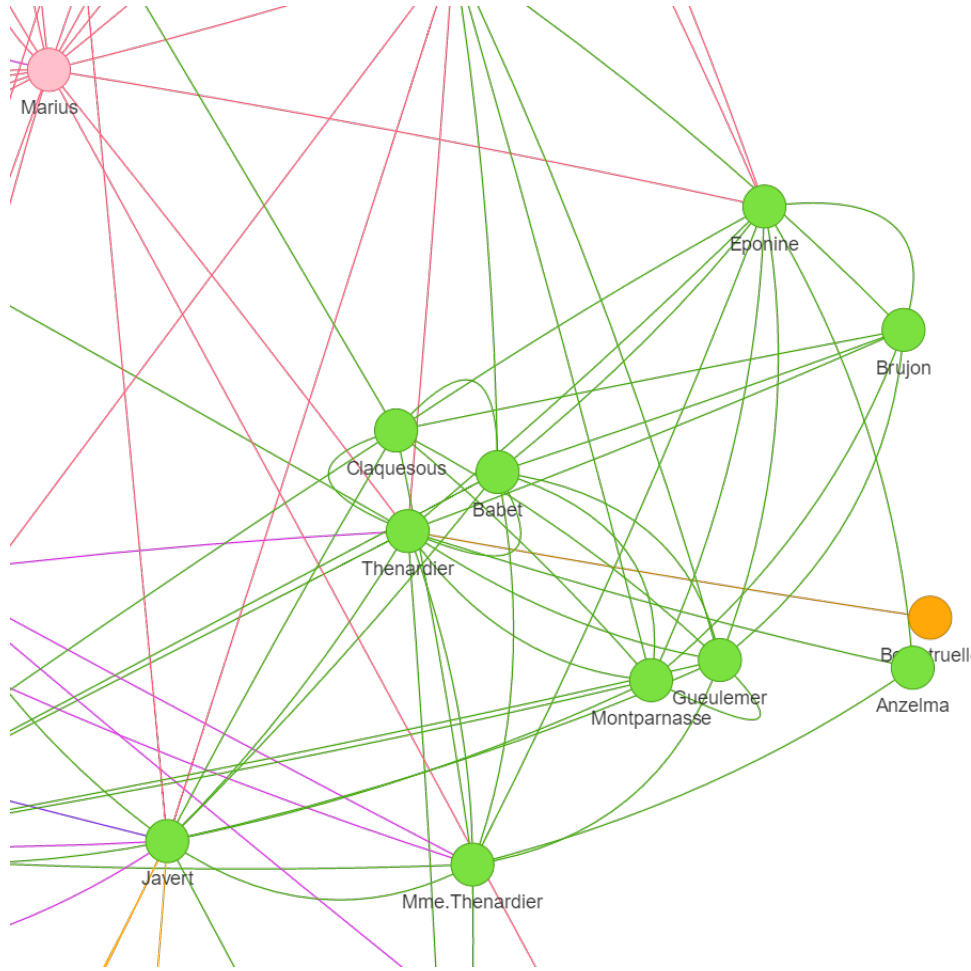 Marius
Eponine
Brujon
Claquesous
Babet
Thenardier
Gueulemer
Montparnasse
Anzelma
Javert
Mme.Thenardier